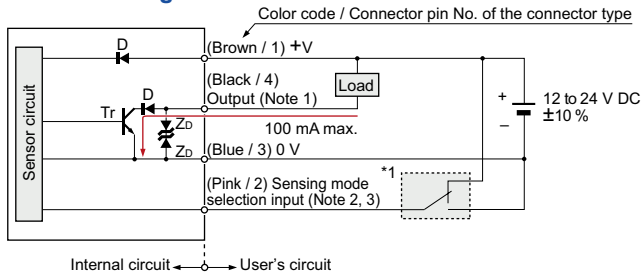 Color code / Connector pin No. of the connector type
D
(Brown / 1) +V
(Black / 4)
Output (Note 1)
Load
D
Tr
ZD
ZD
100 mA max.
+
–
12 to 24 V DC
±10 %
Sensor circuit
(Blue / 3) 0 V
*1
(Pink / 2) Sensing mode
selection input (Note 2, 3)
Internal circuit
User's circuit